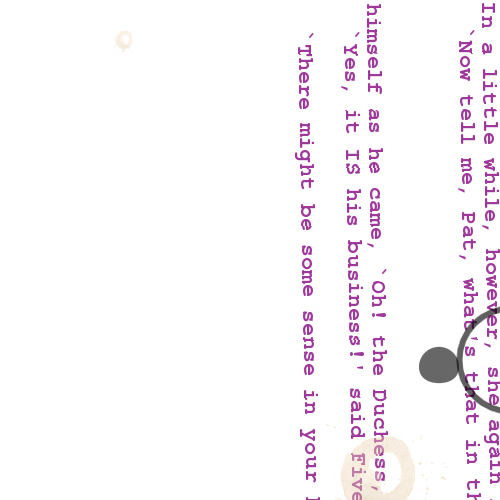 In a little while, however, she again
`Now tell me, Pat, what's that in
himself as he came, `Oh! the Duchess,
`Yes, it IS his business!' said Five
`There might be some sense in your